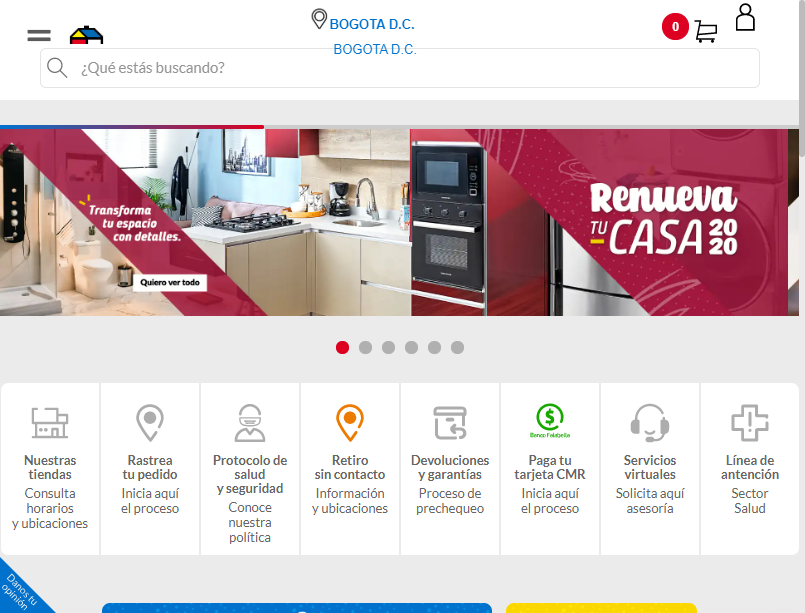 BOGOTA D.C.
BOGOTA D.C.
0
¿Qué estás buscando?
Transforma
tu espacio
con detalles.
Quiero ver todo
Renueva
TU CASA 20
20
Nuestras
tiendas
Consulta
horarios
y ubicaciones
Rastrea
tu pedido
Inicia aquí
el proceso
Protocolo de
salud
y seguridad
Conoce
nuestra
política
Retiro
sin contacto
Información
y ubicaciones
Devoluciones
y garantías
Proceso de
prechequeo
Banco Falabella
Paga tu
tarjeta CMR
Inicia aquí
el proceso
Servicios
virtuales
Solicita aquí
asesoría
Línea de
antención
Sector
Salud
Danos tu
opinión